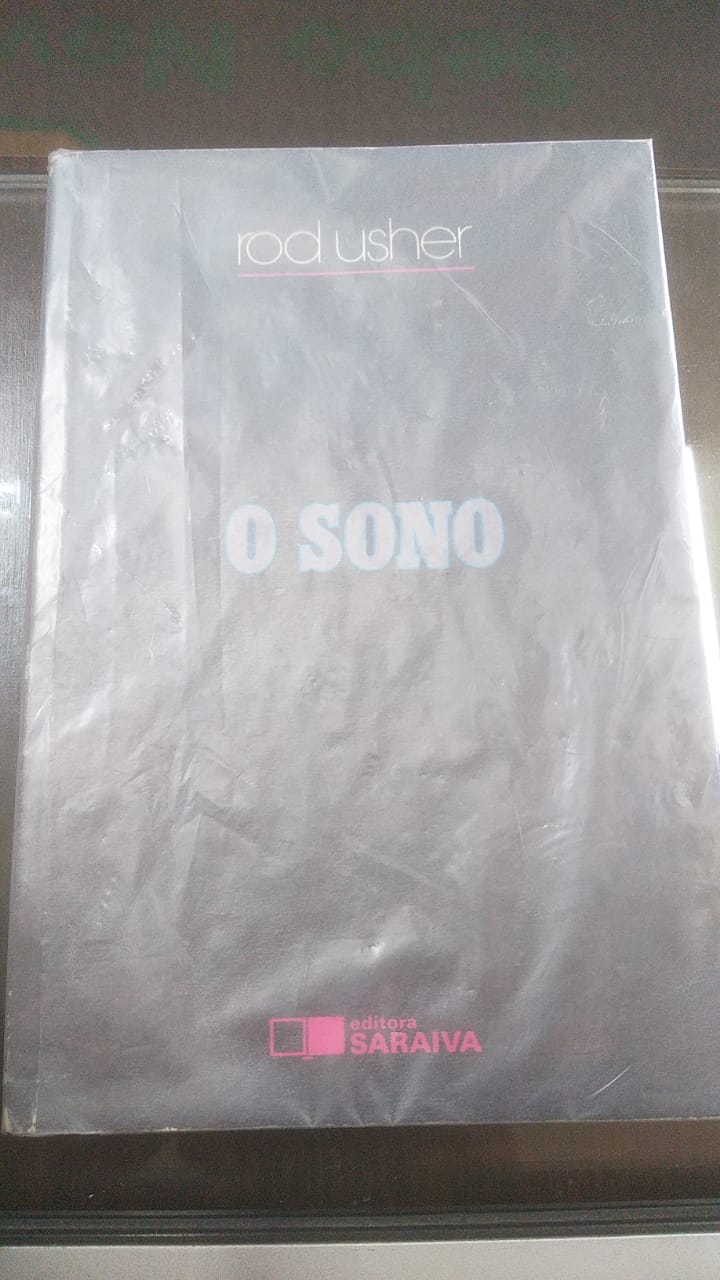 rod usher
O SONO
editora
SARAIVA